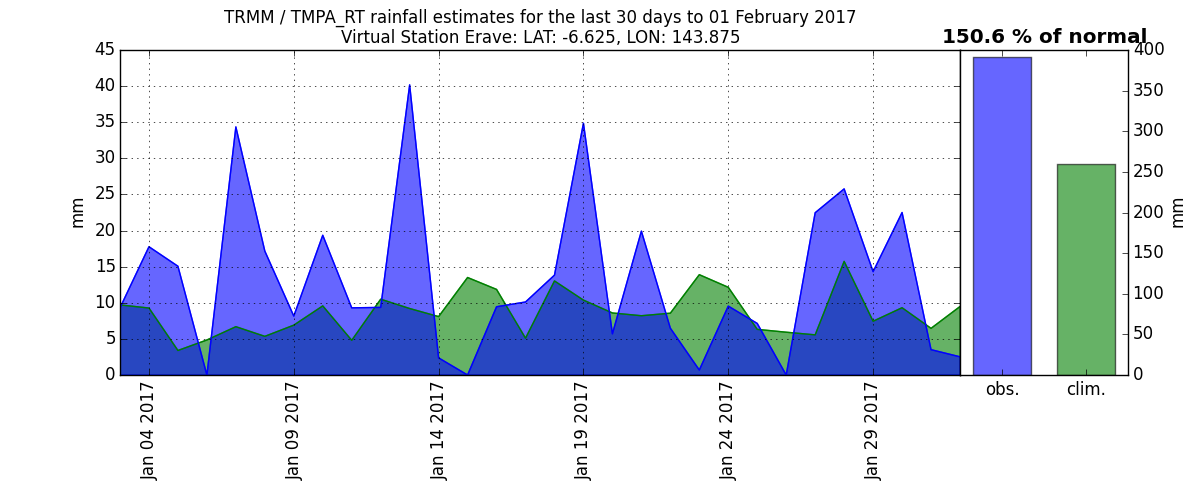 TRMM / TMPA_RT rainfall estimates for the last 30 days to 01 February 2017
Virtual Station Erave: LAT: -6.625, LON: 143.875
150.6 % of normal
45
40
35
30
25
20
15
10
5
0
mm
Jan 04 2017
Jan 09 2017
Jan 14 2017
Jan 19 2017
Jan 24 2017
Jan 29 2017
400
350
300
250
200
150
100
50
0
mm
obs.
clim.